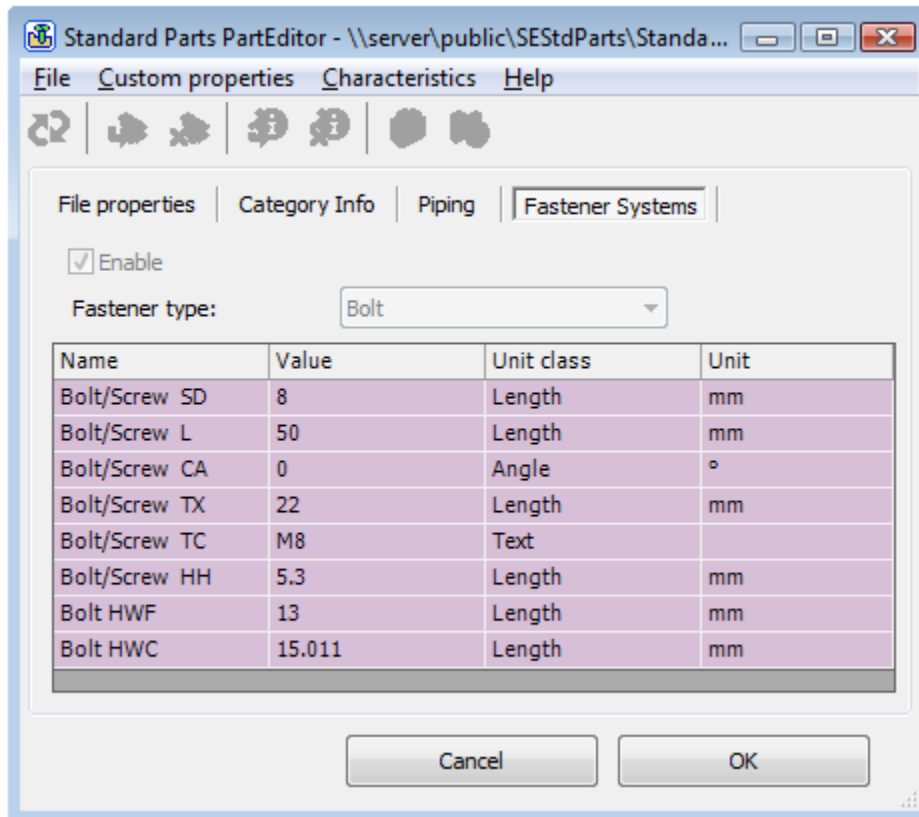 Standard Parts PartEditor - \\server\public\SEStdParts\Standa...
File Custom properties Characteristics Help
File properties Category Info Piping Fastener Systems
Enable
Fastener type: Bolt
Name Value Unit class Unit
Bolt/Screw SD 8 Length mm
Bolt/Screw L 50 Length mm
Bolt/Screw CA 0 Angle °
Bolt/Screw TX 22 Length mm
Bolt/Screw TC M8 Text
Bolt/Screw HH 5.3 Length mm
Bolt HWF 13 Length mm
Bolt HWC 15.011 Length mm
Cancel OK